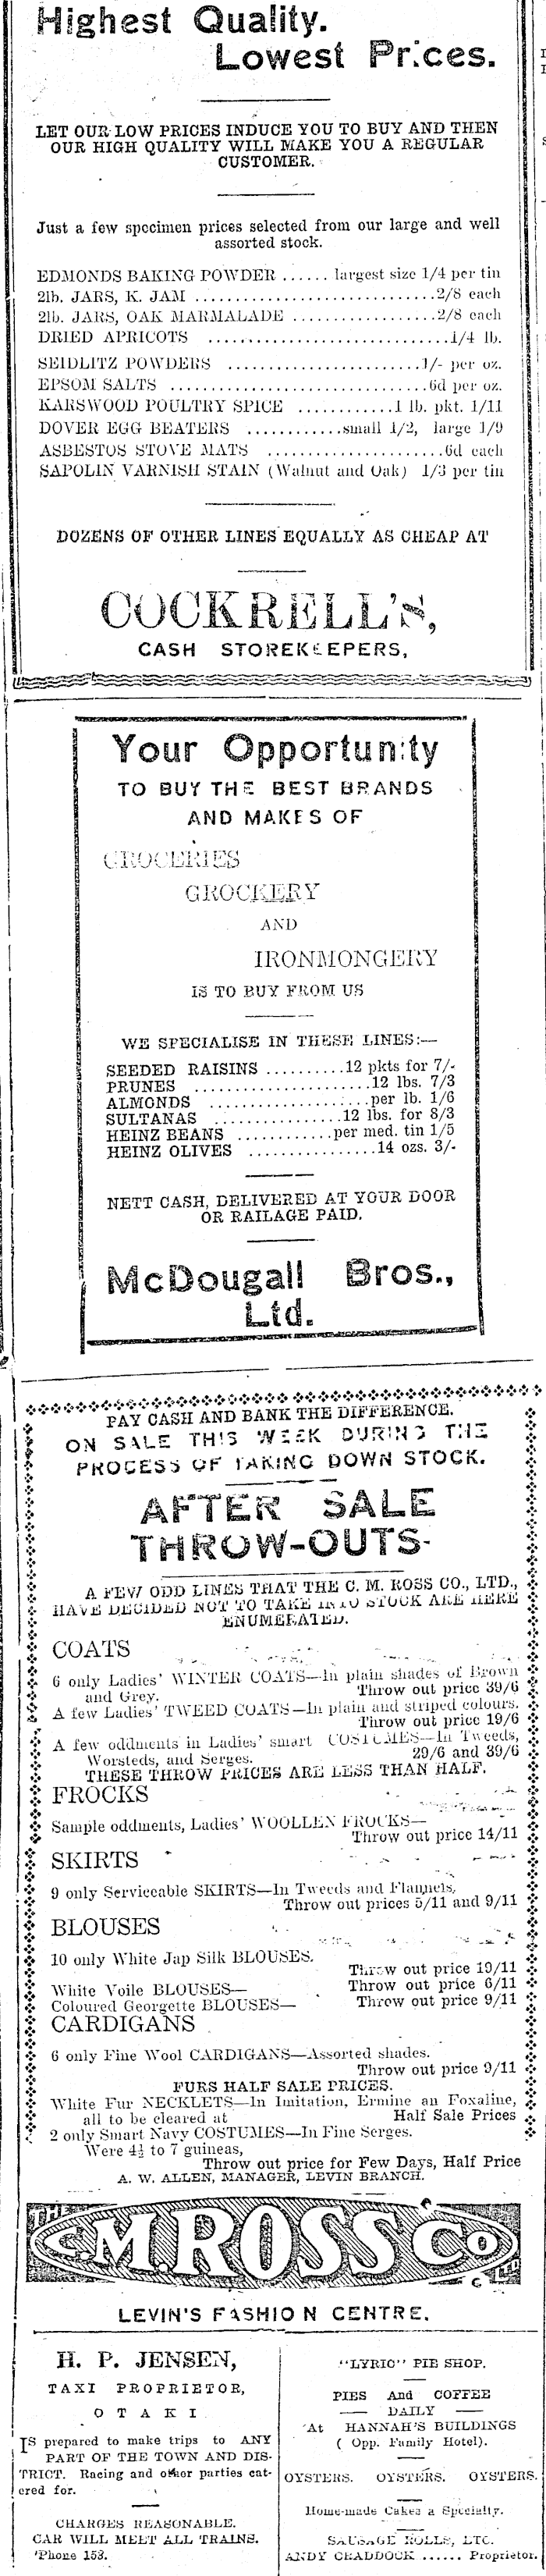 Highest Quality.
Lowest Prices.
LET OUR LOW PRICES INDUCE YOU TO BUY AND THEN
OUR HIGH QUALITY WILL MAKE YOU A REGULAR
CUSTOMER.
Just a few specimen prices selected from our large and well
assorted stock.
EDMONDS BAKING POWDER ...... largest size 1/4 per tin
2lb. JARS, K. JAM ..............................2/8 each
2lb. JARS, OAK MARMALADE ..................2/8 each
DRIED APRICOTS ..............................1/4 lb.
SEIDLITZ POWDERS ........................1/- per oz.
EPSOM SALTS ................................6d per oz.
KARSWOOD POULTRY SPICE ............1 lb. pkt. 1/11
DOVER EGG BEATERS ............small 1/2, large 1/9
ASBESTOS STOVE MATS ......................6d each
SAPOLIN VARNISH STAIN (Walnut and Oak) 1/3 per tin
DOZENS OF OTHER LINES EQUALLY AS CHEAP AT
COCKRELL'S,
CASH STOREKEEPERS,
Your Opportunity
TO BUY THE BEST BRANDS
AND MAKES OF
GROCERIES
GROCKERY
AND
IRONMONGERY
IS TO BUY FROM US
WE SPECIALISE IN THESE LINES:—
SEEDED RAISINS ..........12 pkts for 7/-
PRUNES ......................12 lbs. 7/3
ALMONDS ....................per lb. 1/6
SULTANAS ................12 lbs. for 8/3
HEINZ BEANS ............per med. tin 1/5
HEINZ OLIVES ................14 ozs. 3/-
NETT CASH, DELIVERED AT YOUR DOOR
OR RAILAGE PAID.
McDougall Bros.,
Ltd.
PAY CASH AND BANK THE DIFFERENCE.
ON SALE THIS WEEK DURING THE
PROCESS OF TAKING DOWN STOCK.
AFTER SALE
THROW-OUTS-
A FEW ODD LINES THAT THE C. M. ROSS CO., LTD.,
HAVE DECIDED NOT TO TAKE INTO STOCK ARE HERE
ENUMERATED.
COATS
6 only Ladies' WINTER COATS—In plain shades of Brown
and Grey. Throw out price 39/6
A few Ladies' TWEED COATS—In plain and striped colours.
Throw out price 19/6
A few oddments in Ladies' smart COSTUMES—In Tweeds,
Worsteds, and Serges. 29/6 and 39/6
THESE THROW PRICES ARE LESS THAN HALF.
FROCKS
Sample oddments, Ladies' WOOLLEN FROCKS—
Throw out price 14/11
SKIRTS
9 only Serviceable SKIRTS—In Tweeds and Flannels,
Throw out prices 5/11 and 9/11
BLOUSES
10 only White Jap Silk BLOUSES.
Throw out price 19/11
White Voile BLOUSES— Throw out price 6/11
Coloured Georgette BLOUSES— Throw out price 9/11
CARDIGANS
6 only Fine Wool CARDIGANS—Assorted shades.
Throw out price 9/11
FURS HALF SALE PRICES.
White Fur NECKLETS—In Imitation, Ermine an Foxaline,
all to be cleared at Half Sale Prices
2 only Smart Navy COSTUMES—In Fine Serges.
Were 4½ to 7 guineas,
Throw out price for Few Days, Half Price
A. W. ALLEN, MANAGER, LEVIN BRANCH.
THE C.M. ROSS Co Ltd
LEVIN'S FASHION CENTRE.
H. P. JENSEN,
TAXI PROPRIETOR,
OTAKI
IS prepared to make trips to ANY
PART OF THE TOWN AND DIS-
TRICT. Racing and other parties cat-
ered for.
CHARGES REASONABLE.
CAR WILL MEET ALL TRAINS.
'Phone 153.
"LYRIC" PIE SHOP.
PIES And COFFEE
DAILY
At HANNAH'S BUILDINGS
( Opp. Family Hotel).
OYSTERS. OYSTERS. OYSTERS.
Home-made Cakes a Specialty.
SAUSAGE ROLLS, ETC.
ANDY CRADDOCK ...... Proprietor.